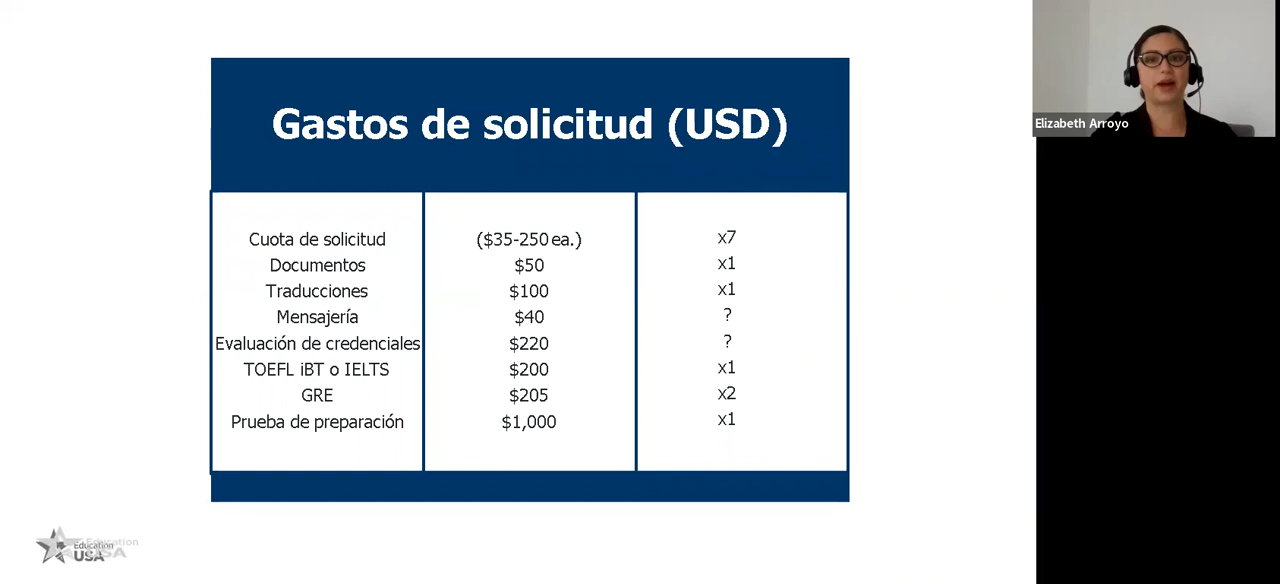 Gastos de solicitud (USD)
Cuota de solicitud ($35-250 ea.) x7
Documentos $50 x1
Traducciones $100 x1
Mensajería $40 ?
Evaluación de credenciales $220 ?
TOEFL iBT o IELTS $200 x1
GRE $205 x2
Prueba de preparación $1,000 x1
Elizabeth Arroyo
Education
USA